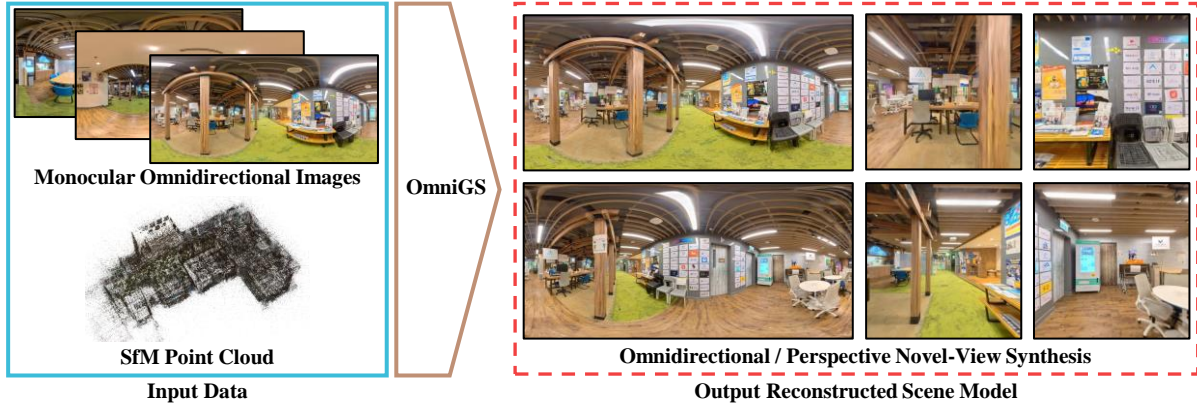 Monocular Omnidirectional Images
SfM Point Cloud
Input Data
OmniGS
Omnidirectional / Perspective Novel-View Synthesis
Output Reconstructed Scene Model